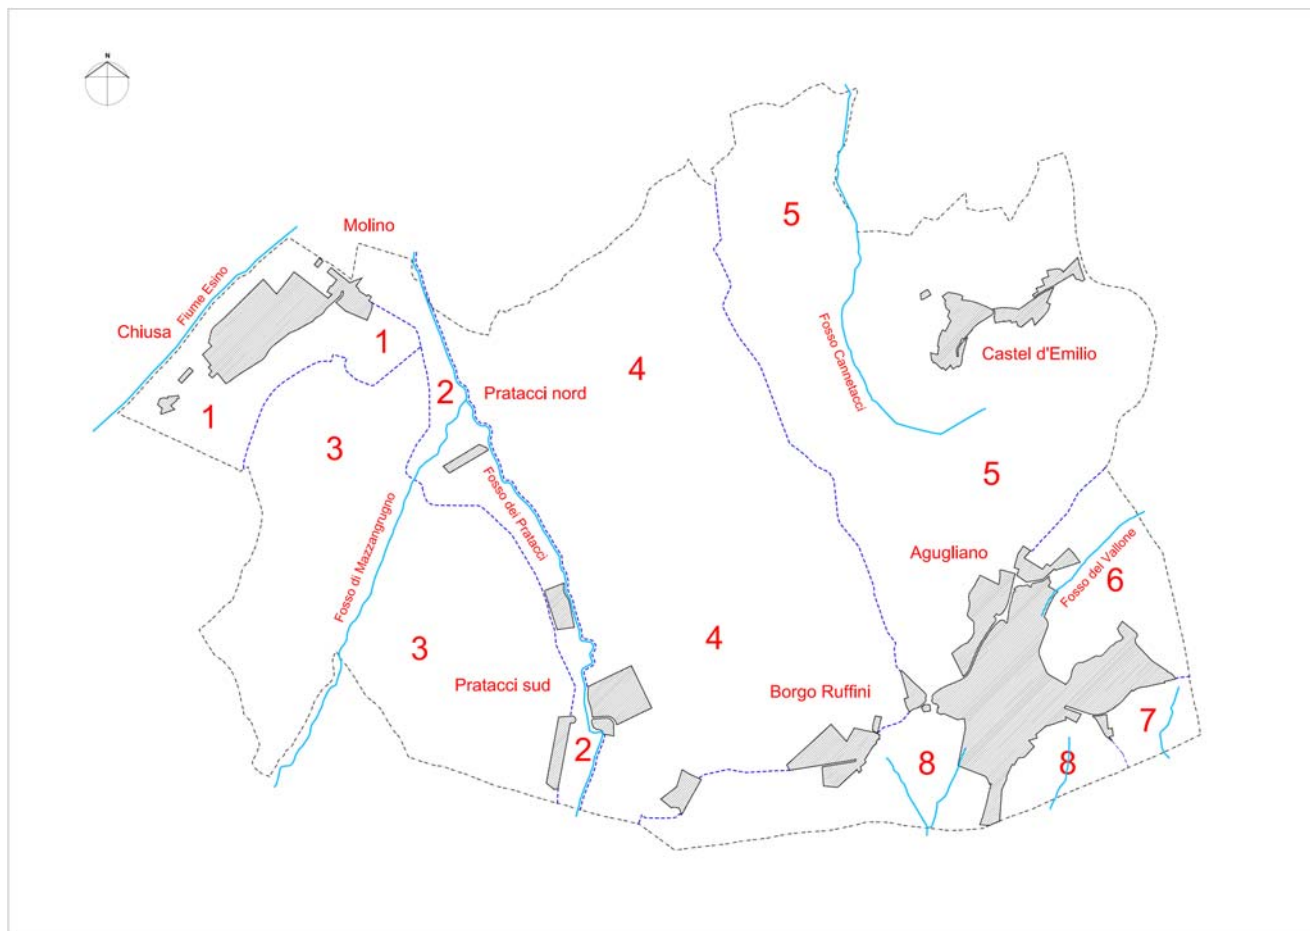 N
5
Molino
Fiume Esino
Chiusa
1
Fosso Cannetacci
Castel d'Emilio
4
2
Pratacci nord
1
3
Fosso dei Pratacci
5
Fosso di Mazzangrugno
Agugliano
Fosso del Vallone
6
3
4
Pratacci sud
Borgo Ruffini
7
2
8
8